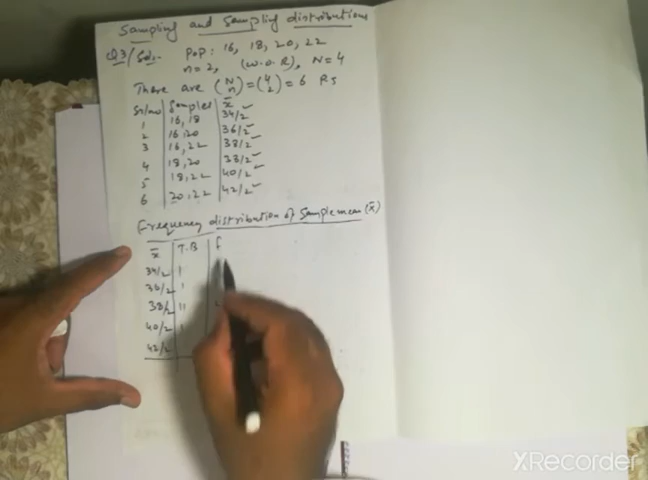 Sampling and Sampling distributions
Q3/Sol:- Pop: 16, 18, 20, 22
n=2, (w.o.R), N=4
There are (N n) = (4 2) = 6 Rs
Sr/no Samples x̄
1 16,18 34/2 ✓
2 16,20 36/2 ✓
3 16,22 38/2 ✓
4 18,20 38/2 ✓
5 18,22 40/2 ✓
6 20,22 42/2 ✓
Frequency distribution of Sample mean (x̄)
x̄ T.B f
34/2 1
36/2 1
38/2 11
40/2 1
42/2
XRecorder